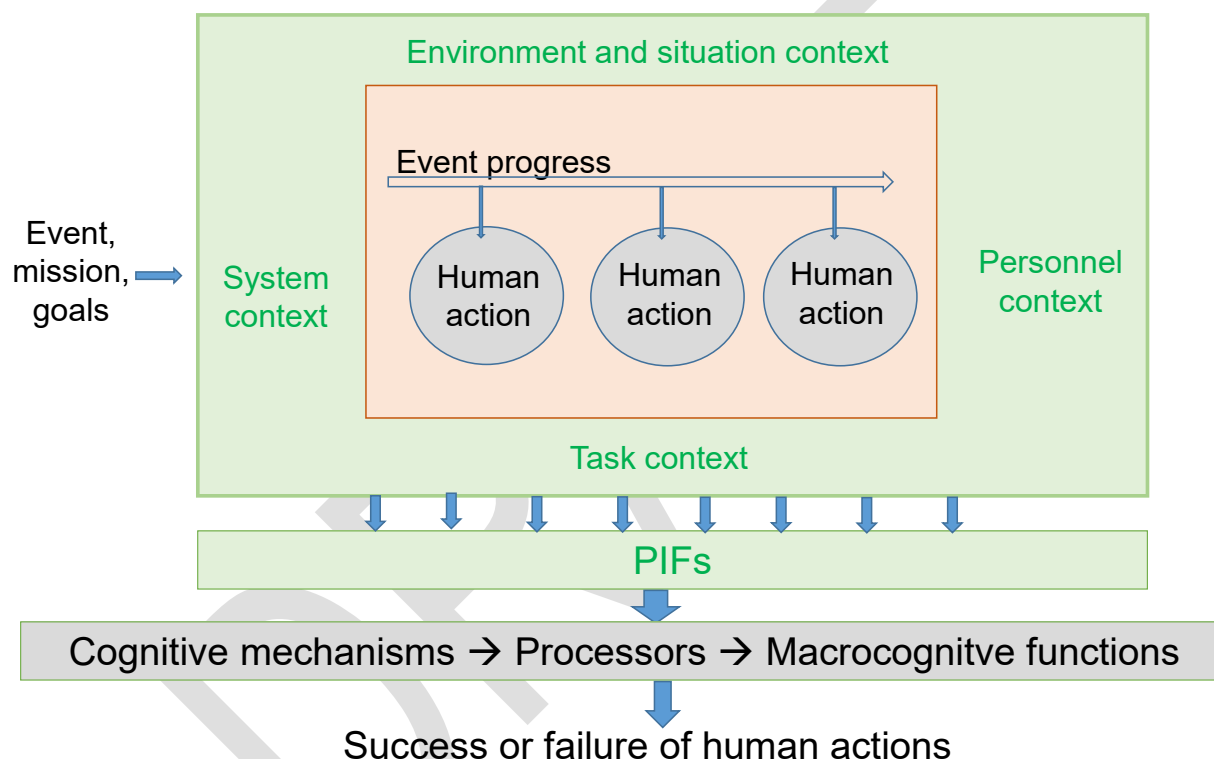 Environment and situation context
Event progress
Event,
mission,
goals
System
context
Human
action
Human
action
Human
action
Personnel
context
Task context
PIFs
Cognitive mechanisms → Processors → Macrocognitve functions
Success or failure of human actions